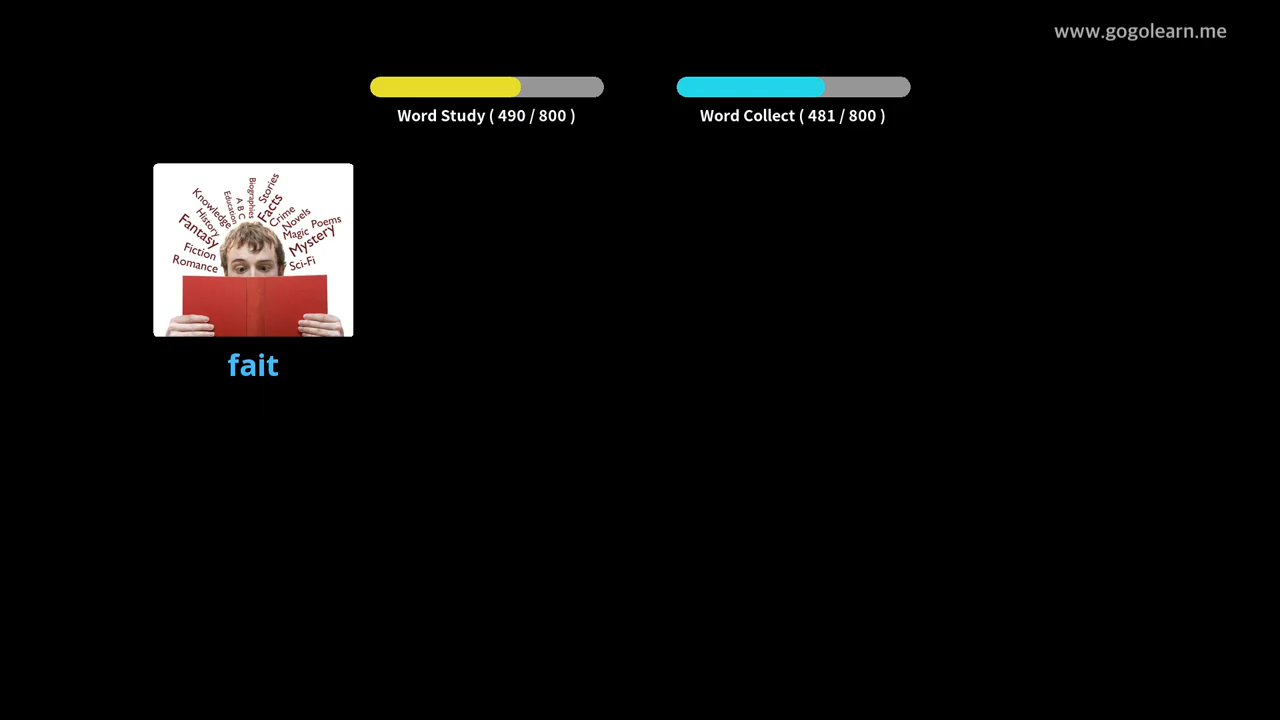 www.gogolearn.me
Word Study ( 490 / 800 )
Word Collect ( 481 / 800 )
Knowledge
History
Fantasy
Fiction
Romance
Education
A B C
Biographies
Stories
Facts
Crime
Novels
Magic
Poems
Mystery
Sci-Fi
fait